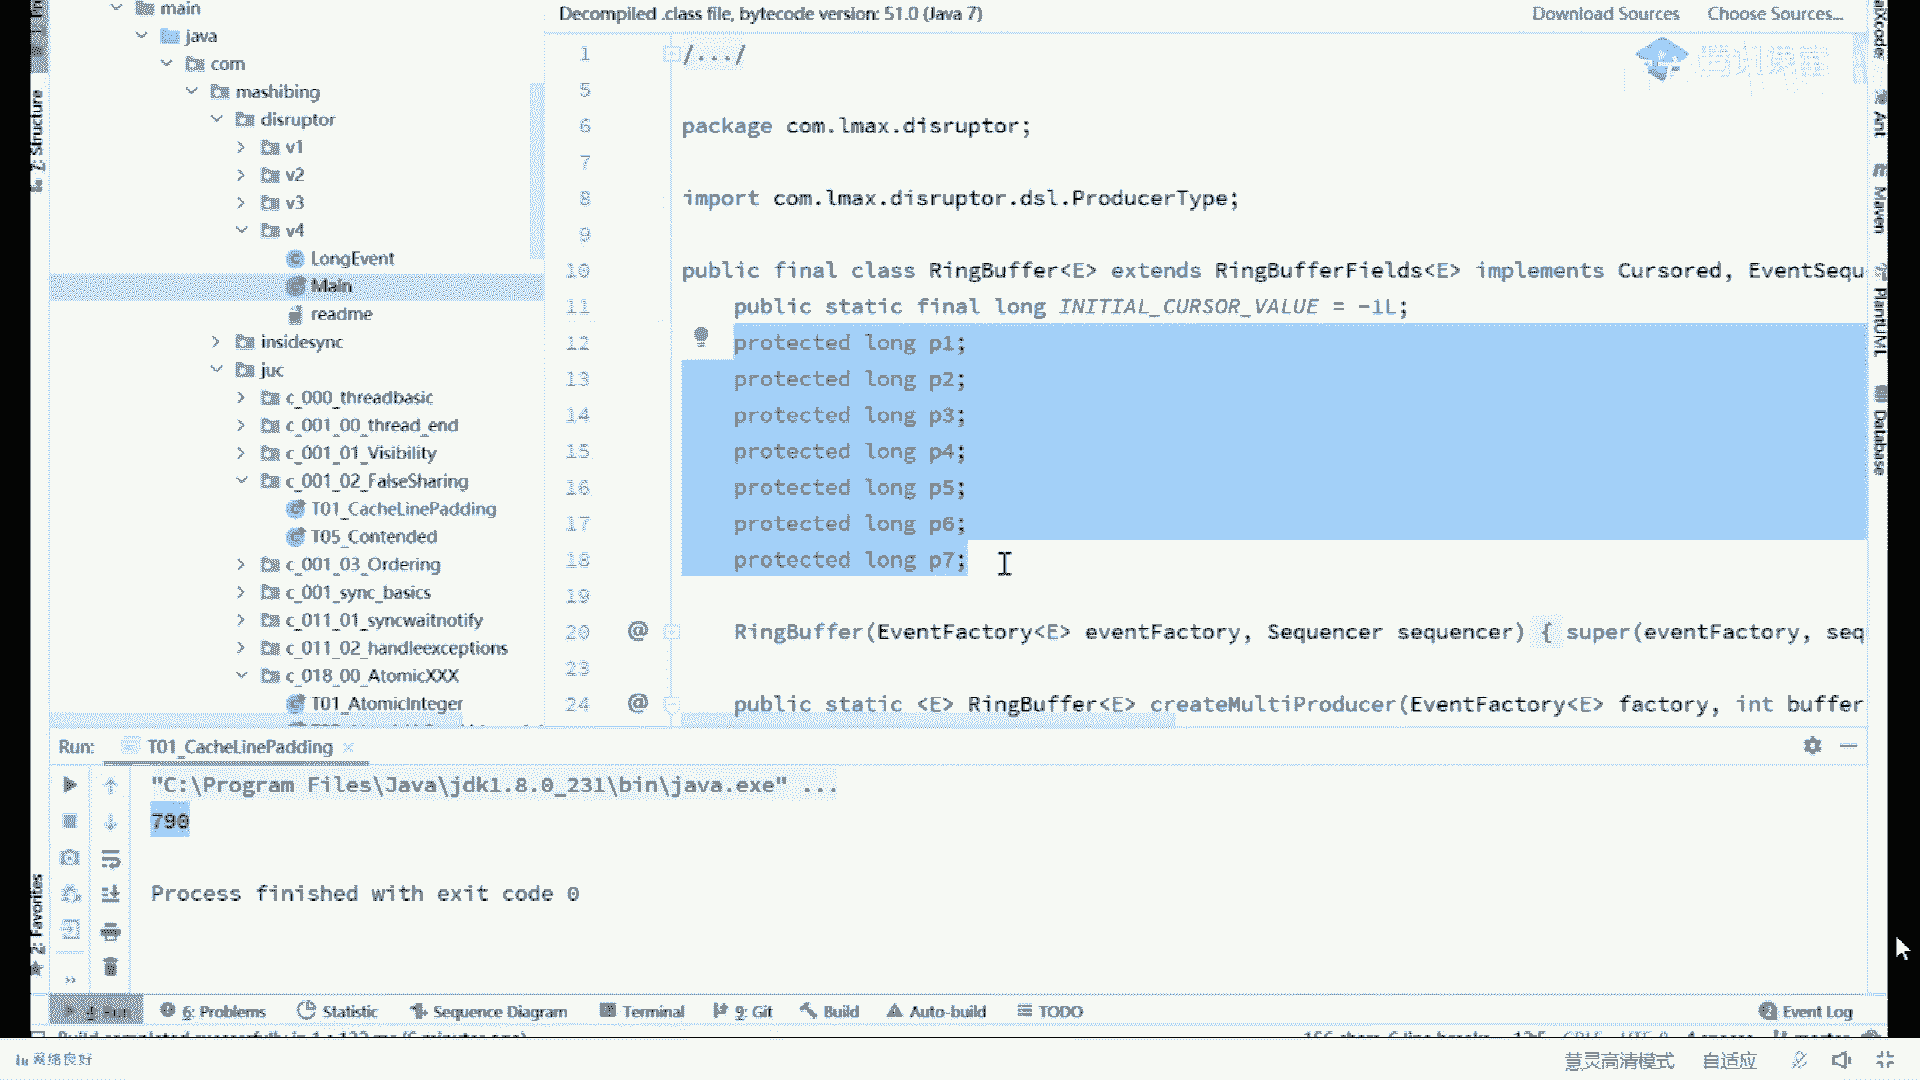 main
java
com
mashibing
disruptor
v1
v2
v3
v4
LongEvent
Main
readme
insidesync
juc
c_000_threadbasic
c_001_00_thread_end
c_001_01_Visibility
c_001_02_FalseSharing
T01_CacheLinePadding
T05_Contended
c_001_03_Ordering
c_001_sync_basics
c_011_01_syncwaitnotify
c_011_02_handleexceptions
c_018_00_AtomicXXX
T01_AtomicInteger
Z: Structure
2: Favorites
Decompiled .class file, bytecode version: 51.0 (Java 7)
Download Sources Choose Sources...
腾讯课堂
1 /.../
5
6 package com.lmax.disruptor;
7
8 import com.lmax.disruptor.dsl.ProducerType;
9
10 public final class RingBuffer<E> extends RingBufferFields<E> implements Cursored, EventSequ
11 public static final long INITIAL_CURSOR_VALUE = -1L;
12 protected long p1;
13 protected long p2;
14 protected long p3;
15 protected long p4;
16 protected long p5;
17 protected long p6;
18 protected long p7;
19
20 @ RingBuffer(EventFactory<E> eventFactory, Sequencer sequencer) { super(eventFactory, seq
23
24 @ public static <E> RingBuffer<E> createMultiProducer(EventFactory<E> factory, int buffer
aiXcoder
Ant
Maven
PlantUML
Database
Run: T01_CacheLinePadding
"C:\Program Files\Java\jdk1.8.0_231\bin\java.exe" ...
790
Process finished with exit code 0
4: Run 6: Problems Statistic Sequence Diagram Terminal 9: Git Build Auto-build TODO Event Log
网络良好
慧灵高清模式 自适应